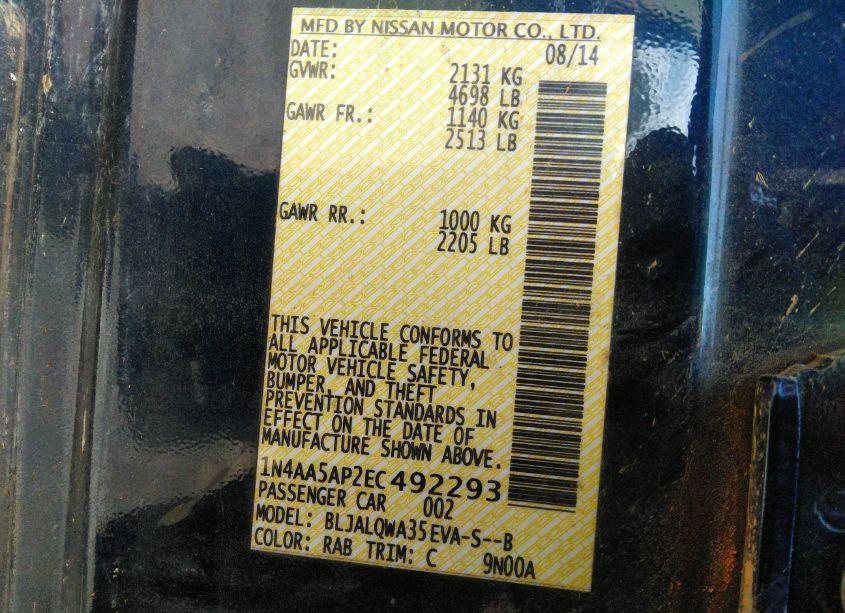 MFD BY NISSAN MOTOR CO., LTD.
DATE: 08/14
GVWR: 2131 KG
4698 LB
GAWR FR.: 1140 KG
2513 LB
GAWR RR.: 1000 KG
2205 LB
THIS VEHICLE CONFORMS TO
ALL APPLICABLE FEDERAL
MOTOR VEHICLE SAFETY,
BUMPER, AND THEFT
PREVENTION STANDARDS IN
EFFECT ON THE DATE OF
MANUFACTURE SHOWN ABOVE.
1N4AA5AP2EC492293
PASSENGER CAR 002
MODEL: BLJALQWA35EVA-S--B
COLOR: RAB TRIM: C 9N00A